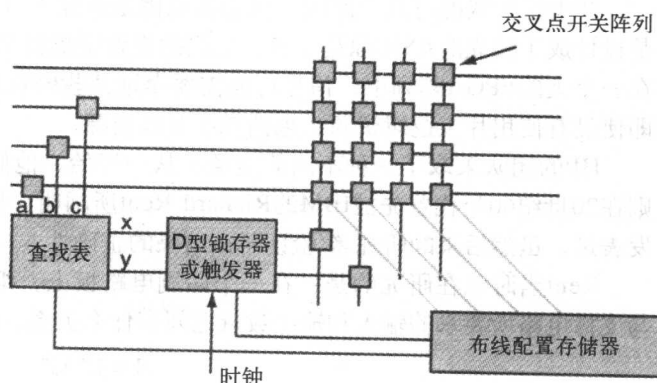 交叉点开关阵列
a b c
x
y
查找表
D型锁存器
或触发器
布线配置存储器
时钟